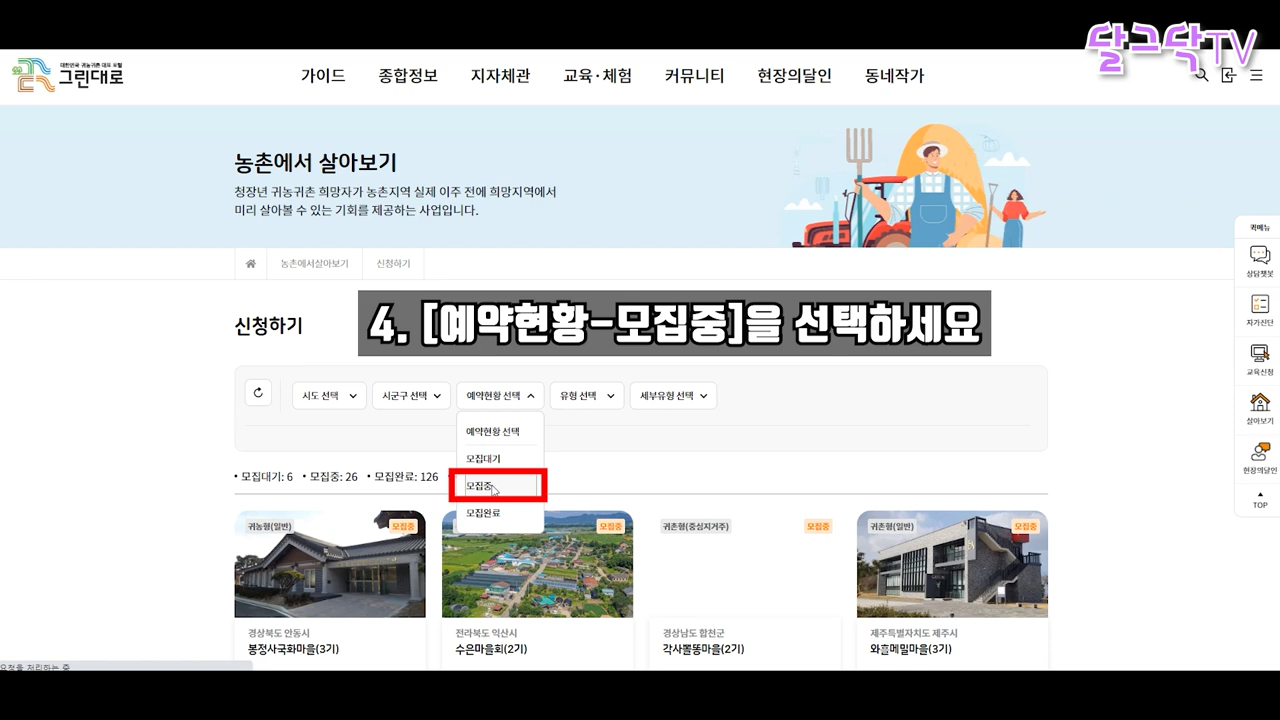 달그닥TV
대한민국 귀농귀촌 대표 포털
그린대로
가이드 종합정보 지자체관 교육·체험 커뮤니티 현장의달인 동네작가
농촌에서 살아보기
청장년 귀농귀촌 희망자가 농촌지역 실제 이주 전에 희망지역에서
미리 살아볼 수 있는 기회를 제공하는 사업입니다.
농촌에서살아보기 신청하기
신청하기
4. [예약현황-모집중]을 선택하세요
시도 선택 시군구 선택 예약현황 선택 유형 선택 세부유형 선택
예약현황 선택
모집대기
모집중
모집완료
• 모집대기: 6 • 모집중: 26 • 모집완료: 126
귀농형(일반) 모집중
경상북도 안동시
봉정사국화마을(3기)
모집중
전라북도 익산시
수은마을회(2기)
귀촌형(중심지거주) 모집중
경상남도 합천군
각사뽈똥마을(2기)
귀촌형(일반) 모집중
제주특별자치도 제주시
와흘메밀마을(3기)
퀵메뉴
상담챗봇
자가진단
교육신청
살아보기
현장의달인
TOP
요청을 처리하는 중